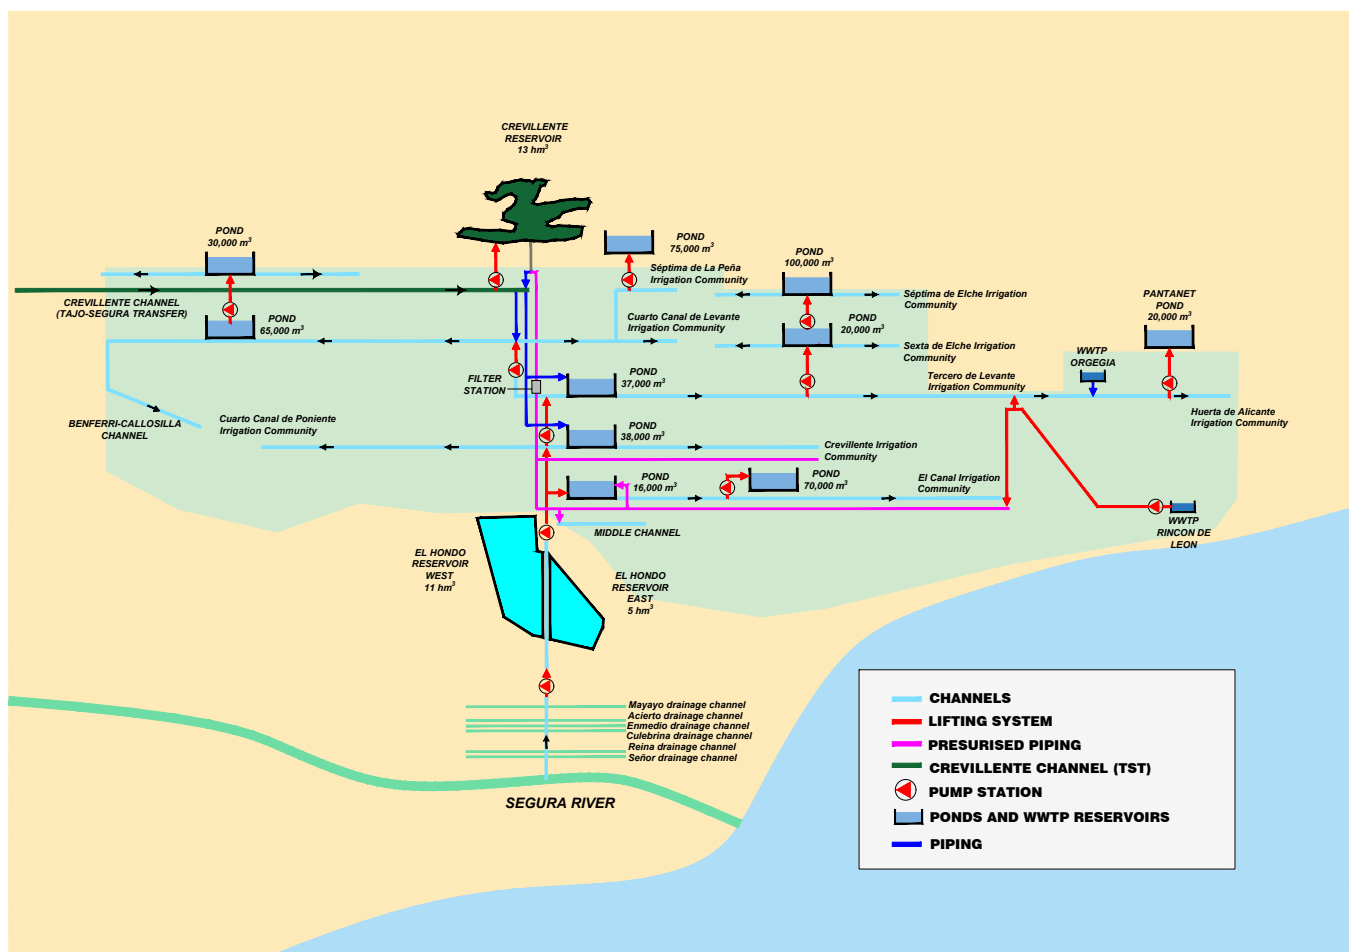 CREVILLENTE
RESERVOIR
13 hm³
POND
30,000 m³
POND
75,000 m³
POND
100,000 m³
Séptima de La Peña
Irrigation Community
Séptima de Elche Irrigation
Community
PANTANET
POND
20,000 m³
CREVILLENTE CHANNEL
(TAJO-SEGURA TRANSFER)
POND
65,000 m³
Cuarto Canal de Levante
Irrigation Community
POND
20,000 m³
Sexta de Elche Irrigation
Community
WWTP
ORGEGIA
FILTER
STATION
POND
37,000 m³
Tercero de Levante
Irrigation Community
Huerta de Alicante
Irrigation Community
BENFERRI-CALLOSILLA
CHANNEL
Cuarto Canal de Poniente
Irrigation Community
POND
38,000 m³
Crevillente Irrigation
Community
POND
16,000 m³
POND
70,000 m³
El Canal Irrigation
Community
MIDDLE CHANNEL
WWTP
RINCON DE
LEON
EL HONDO
RESERVOIR
WEST
11 hm³
EL HONDO
RESERVOIR
EAST
5 hm³
Mayayo drainage channel
Acierto drainage channel
Enmedio drainage channel
Culebrina drainage channel
Reina drainage channel
Señor drainage channel
SEGURA RIVER
CHANNELS
LIFTING SYSTEM
PRESURISED PIPING
CREVILLENTE CHANNEL (TST)
PUMP STATION
PONDS AND WWTP RESERVOIRS
PIPING